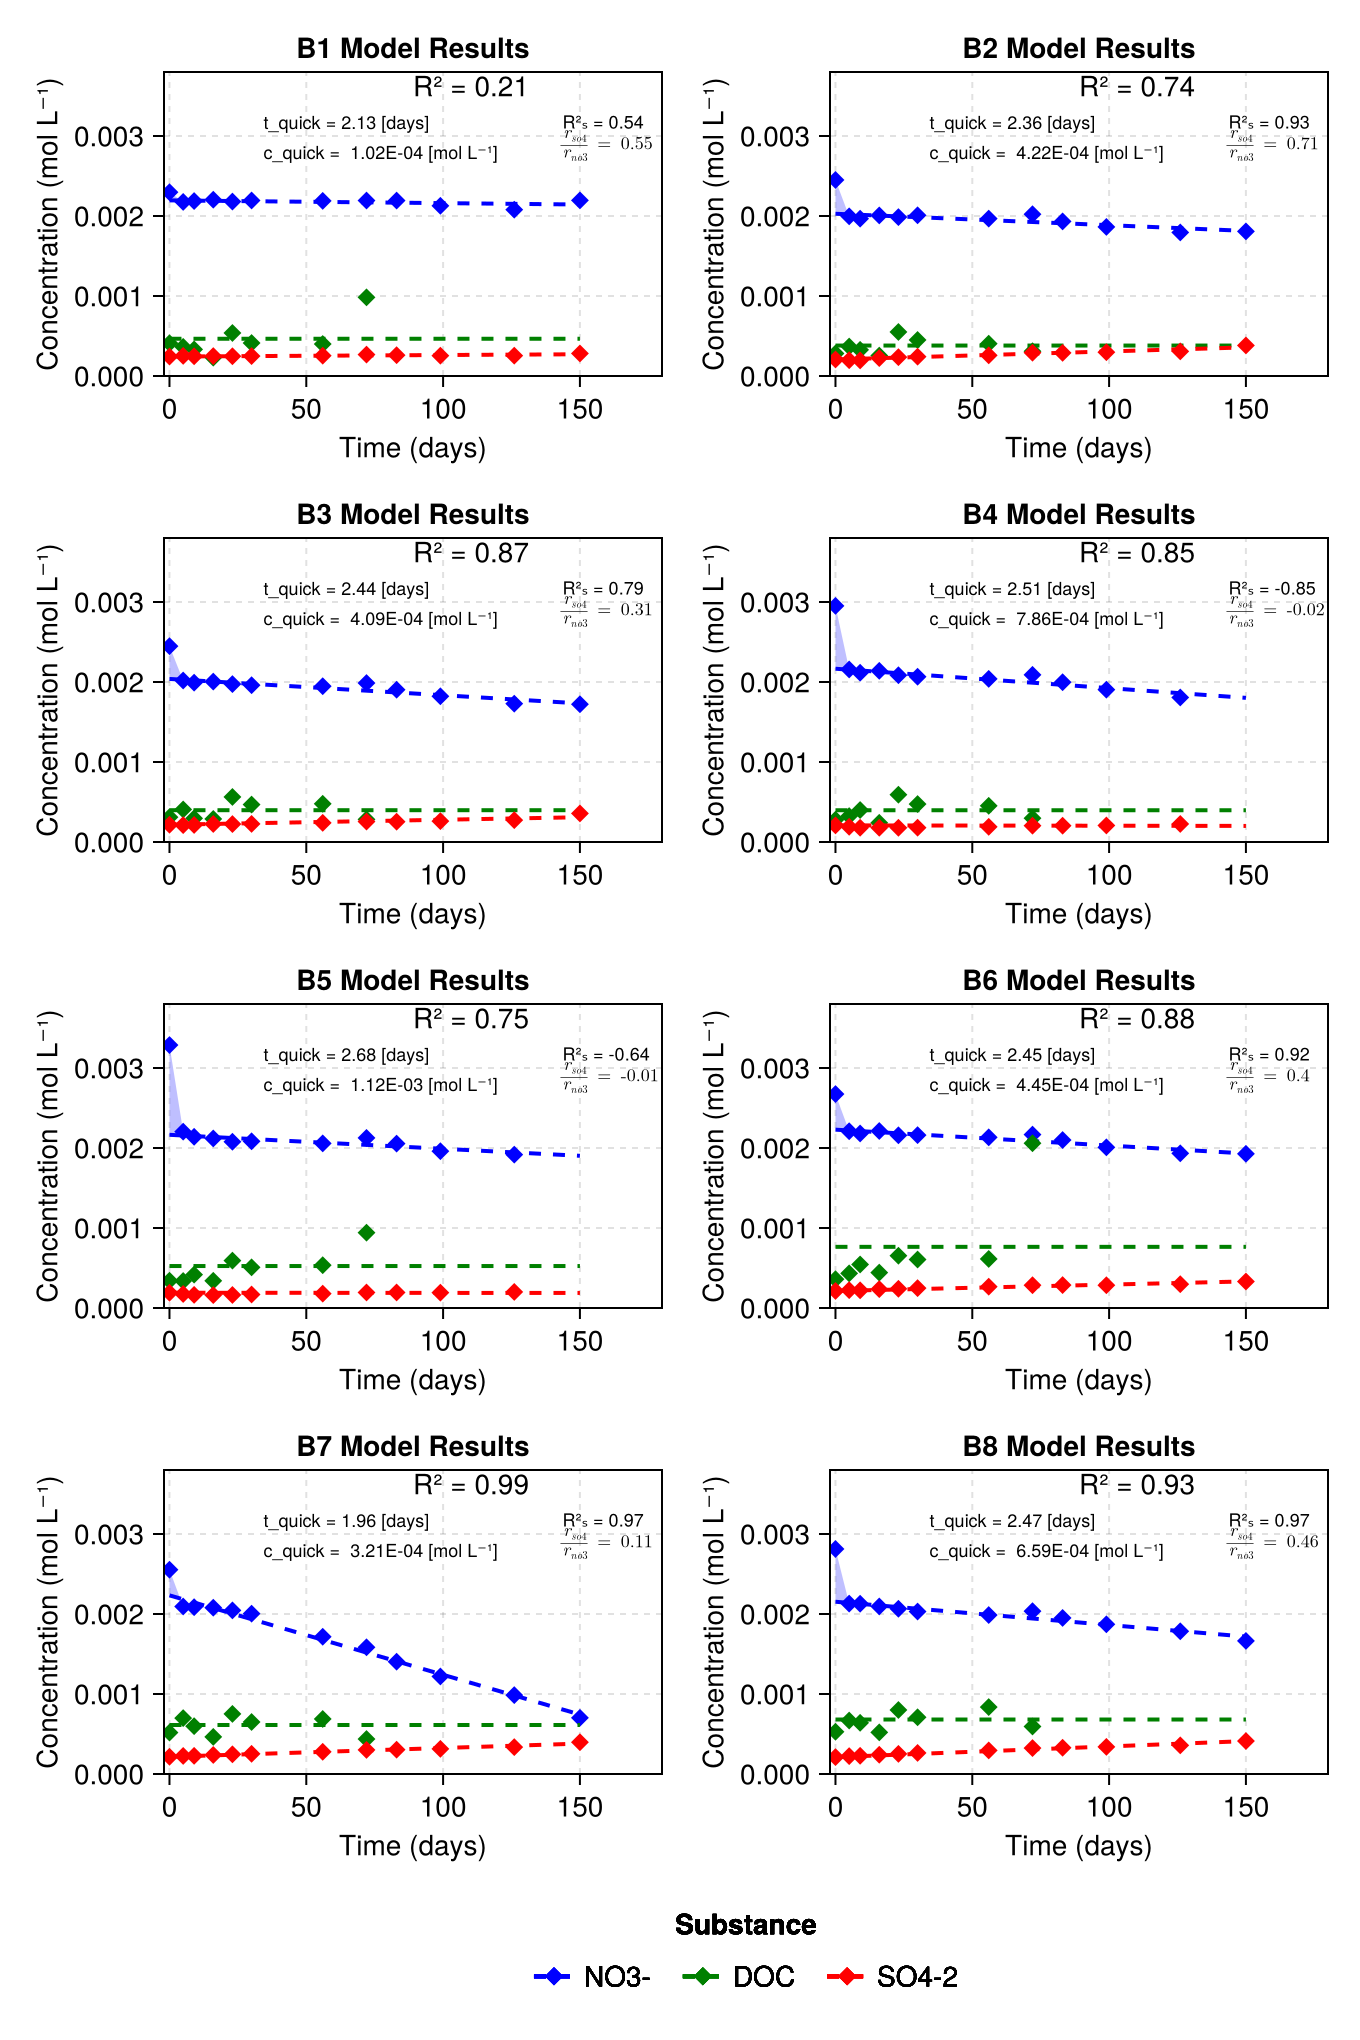 B1 Model Results
R² = 0.21
t_quick = 2.13 [days]
R²ₛ = 0.54
c_quick = 1.02E-04 [mol L⁻¹]
r_so4/r_no3 = 0.55
Concentration (mol L⁻¹)
0.003
0.002
0.001
0.000
0 50 100 150
Time (days)
B2 Model Results
R² = 0.74
t_quick = 2.36 [days]
R²ₛ = 0.93
c_quick = 4.22E-04 [mol L⁻¹]
r_so4/r_no3 = 0.71
Concentration (mol L⁻¹)
0.003
0.002
0.001
0.000
0 50 100 150
Time (days)
B3 Model Results
R² = 0.87
t_quick = 2.44 [days]
R²ₛ = 0.79
c_quick = 4.09E-04 [mol L⁻¹]
r_so4/r_no3 = 0.31
Concentration (mol L⁻¹)
0.003
0.002
0.001
0.000
0 50 100 150
Time (days)
B4 Model Results
R² = 0.85
t_quick = 2.51 [days]
R²ₛ = -0.85
c_quick = 7.86E-04 [mol L⁻¹]
r_so4/r_no3 = -0.02
Concentration (mol L⁻¹)
0.003
0.002
0.001
0.000
0 50 100 150
Time (days)
B5 Model Results
R² = 0.75
t_quick = 2.68 [days]
R²ₛ = -0.64
c_quick = 1.12E-03 [mol L⁻¹]
r_so4/r_no3 = -0.01
Concentration (mol L⁻¹)
0.003
0.002
0.001
0.000
0 50 100 150
Time (days)
B6 Model Results
R² = 0.88
t_quick = 2.45 [days]
R²ₛ = 0.92
c_quick = 4.45E-04 [mol L⁻¹]
r_so4/r_no3 = 0.4
Concentration (mol L⁻¹)
0.003
0.002
0.001
0.000
0 50 100 150
Time (days)
B7 Model Results
R² = 0.99
t_quick = 1.96 [days]
R²ₛ = 0.97
c_quick = 3.21E-04 [mol L⁻¹]
r_so4/r_no3 = 0.11
Concentration (mol L⁻¹)
0.003
0.002
0.001
0.000
0 50 100 150
Time (days)
B8 Model Results
R² = 0.93
t_quick = 2.47 [days]
R²ₛ = 0.97
c_quick = 6.59E-04 [mol L⁻¹]
r_so4/r_no3 = 0.46
Concentration (mol L⁻¹)
0.003
0.002
0.001
0.000
0 50 100 150
Time (days)
Substance
NO3- DOC SO4-2